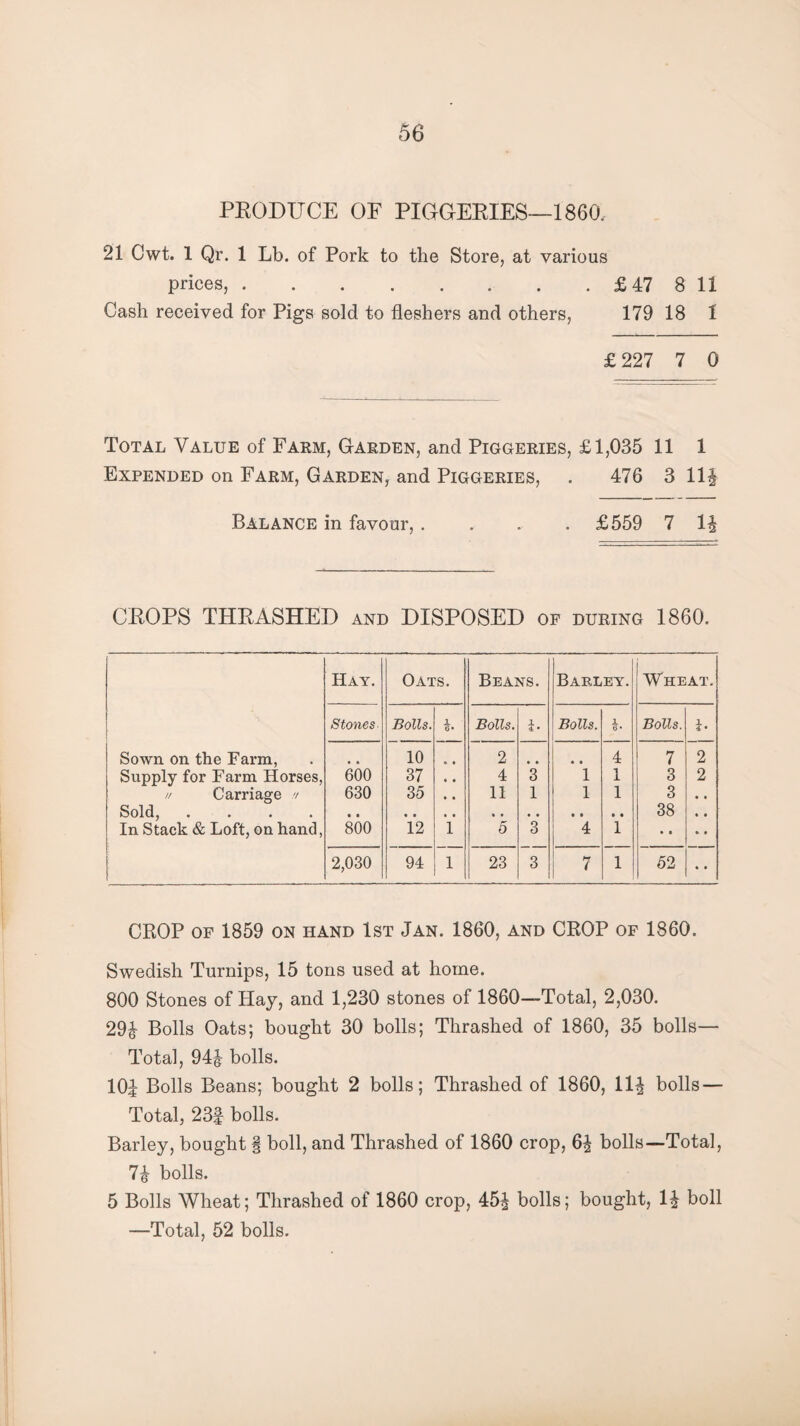 56
PRODUCE OF PIGGERIES—1860.
21 Cwt. 1 Qr. 1 Lb. of Pork to the Store, at various
prices, . . . . . . . . £47 8 11
Cash received for Pigs sold to fleshers and others, 179 18 1
£227 7 0
TOTAL VALUE of FARM, GARDEN, and PIGGERIES, £1,035 11 1
EXPENDED on FARM, GARDEN, and PIGGERIES, . 476 3 11½
BALANCE in favour, . . . . £559 7 1½
CROPS THRASHED AND DISPOSED OF DURING 1860.
HAY. OATS. BEANS. BARLEY. WHEAT.
Stones. Bolls. ⅙. Bolls. ¼. Bolls. ⅙. Bolls. ¼.
Sown on the Farm, . .. 10 .. 2 .. .. 4 7 2
Supply for Farm Horses, 600 37 .. 4 3 1 1 3 2
〃 Carriage 〃 630 35 .. 11 1 1 1 3 ..
Sold, . . . . .. .. .. .. .. .. .. 38 ..
In Stack & Loft, on hand, 800 12 1 5 3 4 1 .. ..
2,030 94 1 23 3 7 1 52 ..
CROP OF 1859 ON HAND 1ST JAN. 1860, AND CROP OF 1860.
Swedish Turnips, 15 tons used at home.
800 Stones of Hay, and 1,230 stones of 1860—Total, 2,030.
29⅙ Bolls Oats; bought 30 bolls; Thrashed of 1860, 35 bolls—
Total, 94⅙ bolls.
10¼ Bolls Beans; bought 2 bolls; Thrashed of 1860, 11½ bolls—
Total, 23¾ bolls.
Barley, bought boll, and Thrashed of 1860 crop, 6½ bolls—Total,
7⅙ bolls.
5 Bolls Wheat; Thrashed of 1860 crop, 45½ bolls; bought, 1½ boll
—Total, 52 bolls.